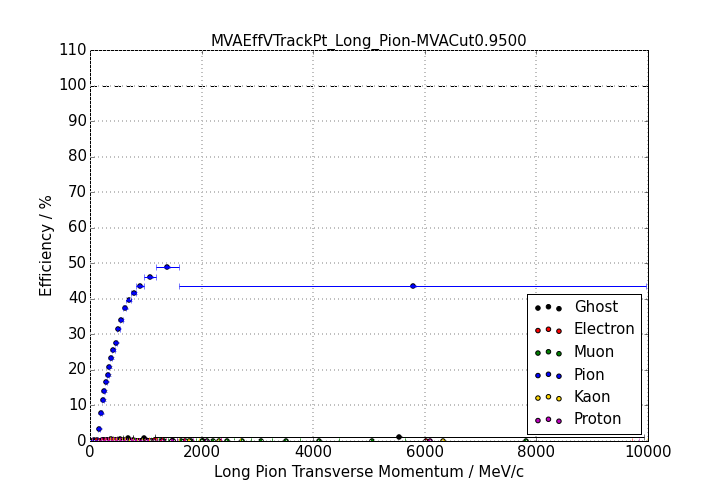 MVAEffVTrackPt_Long_Pion-MVACut0.9500
110
100
90
80
70
60
50
40
30
20
10
0
Efficiency / %
Ghost
Electron
Muon
Pion
Kaon
Proton
0 2000 4000 6000 8000 10000
Long Pion Transverse Momentum / MeV/c